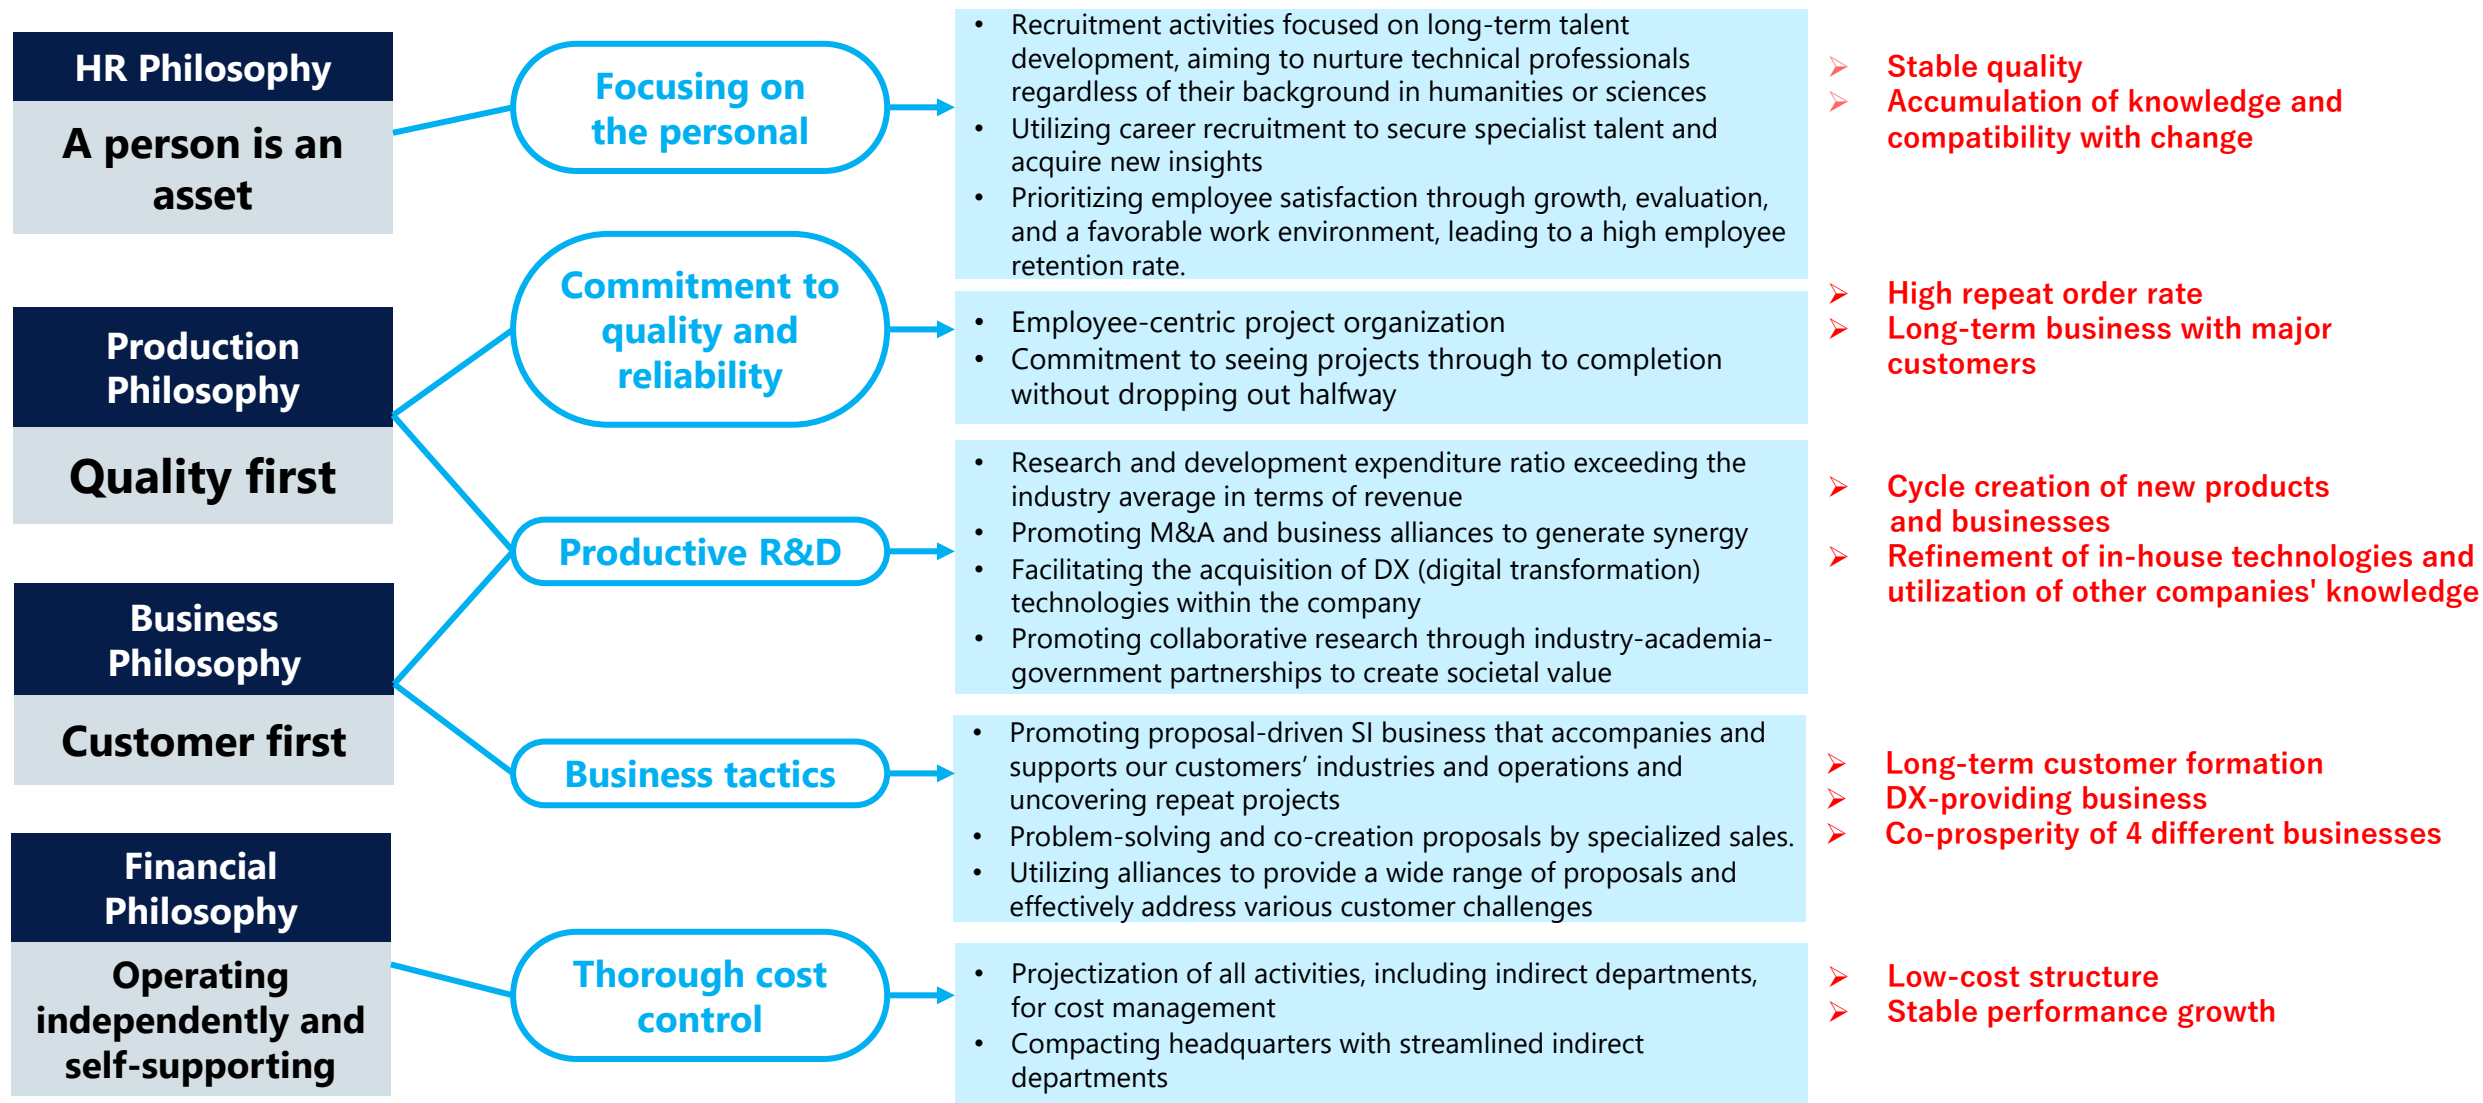 HR Philosophy
A person is an
asset
Focusing on
the personal
• Recruitment activities focused on long-term talent
development, aiming to nurture technical professionals
regardless of their background in humanities or sciences
• Utilizing career recruitment to secure specialist talent and
acquire new insights
• Prioritizing employee satisfaction through growth, evaluation,
and a favorable work environment, leading to a high employee
retention rate.
➢ Stable quality
➢ Accumulation of knowledge and
compatibility with change
Production
Philosophy
Quality first
Commitment to
quality and
reliability
• Employee-centric project organization
• Commitment to seeing projects through to completion
without dropping out halfway
➢ High repeat order rate
➢ Long-term business with major
customers
Productive R&D
• Research and development expenditure ratio exceeding the
industry average in terms of revenue
• Promoting M&A and business alliances to generate synergy
• Facilitating the acquisition of DX (digital transformation)
technologies within the company
• Promoting collaborative research through industry-academia-
government partnerships to create societal value
➢ Cycle creation of new products
and businesses
➢ Refinement of in-house technologies and
utilization of other companies' knowledge
Business
Philosophy
Customer first
Business tactics
• Promoting proposal-driven SI business that accompanies and
supports our customers’ industries and operations and
uncovering repeat projects
• Problem-solving and co-creation proposals by specialized sales.
• Utilizing alliances to provide a wide range of proposals and
effectively address various customer challenges
➢ Long-term customer formation
➢ DX-providing business
➢ Co-prosperity of 4 different businesses
Financial
Philosophy
Operating
independently and
self-supporting
Thorough cost
control
• Projectization of all activities, including indirect departments,
for cost management
• Compacting headquarters with streamlined indirect
departments
➢ Low-cost structure
➢ Stable performance growth